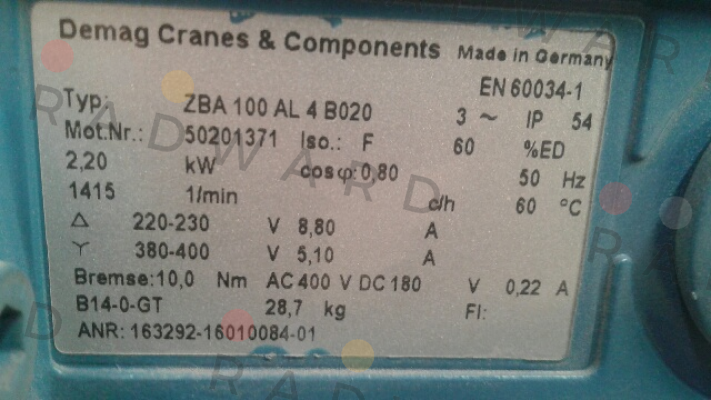 Demag Cranes & Components Made in Germany
EN 60034-1
Typ: ZBA 100 AL 4 B020 3 ~ IP 54
Mot.Nr.: 50201371 Iso.: F 60 %ED
2,20 kW cosφ: 0,80 50 Hz
1415 1/min c/h 60 °C
Δ 220-230 V 8,80 A
Y 380-400 V 5,10 A
Bremse: 10,0 Nm AC 400 V DC 180 V 0,22 A
B14-0-GT 28,7 kg FI:
ANR: 163292-16010084-01
RADWARD